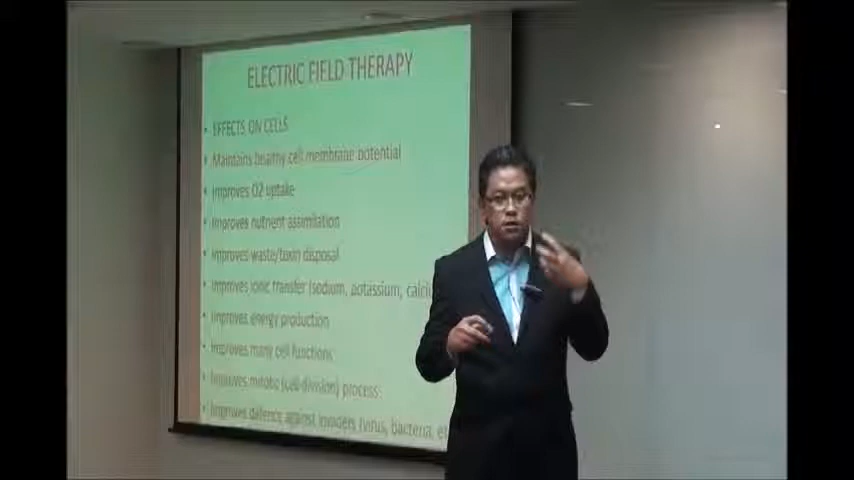 ELECTRIC FIELD THERAPY
• EFFECTS ON CELLS
• Maintains healthy cell membrane potential
• Improves O2 uptake
• Improves nutrient assimilation
• Improves waste/toxin disposal
• Improves ionic transfer (sodium, potassium, calci
• Improves energy production
• Improves many cell functions
• Improves mitotic (cell division) process
• Improves defence against invaders (virus, bacteria, e